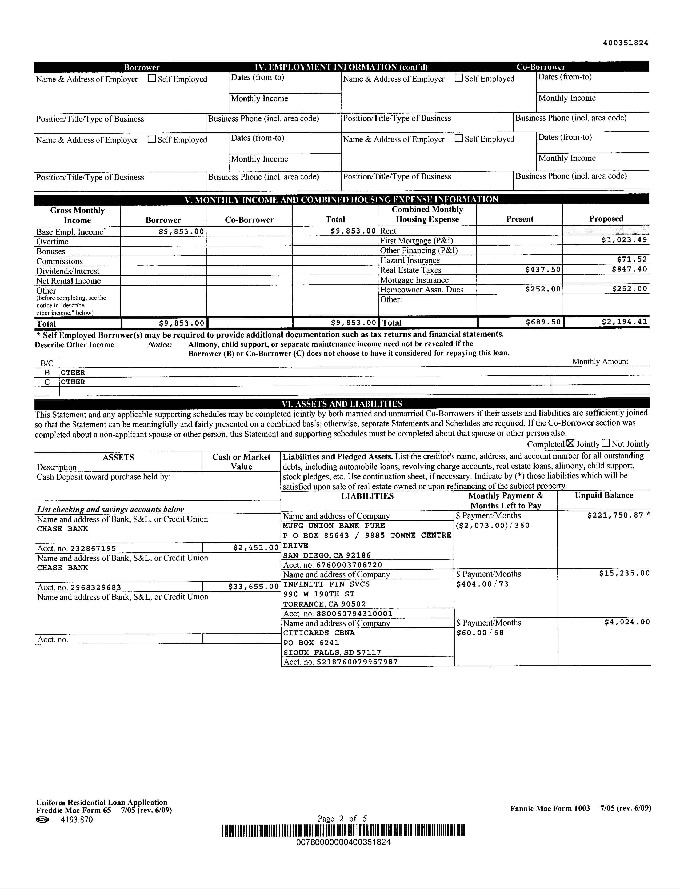 400351824
Borrower IV. EMPLOYMENT INFORMATION (cont'd) Co-Borrower
Name & Address of Employer Self Employed Dates (from-to) Name & Address of Employer Self Employed Dates (from-to)
Monthly Income Monthly Income
Position/Title/Type of Business Business Phone (incl. area code) Position/Title/Type of Business Business Phone (incl. area code)
Name & Address of Employer Self Employed Dates (from-to) Name & Address of Employer Self Employed Dates (from-to)
Monthly Income Monthly Income
Position/Title/Type of Business Business Phone (incl. area code) Position/Title/Type of Business Business Phone (incl. area code)
V. MONTHLY INCOME AND COMBINED HOUSING EXPENSE INFORMATION
Gross Monthly Income Borrower Co-Borrower Total Combined Monthly Housing Expense Present Proposed
Base Empl. Income* $9,853.00 $9,853.00 Rent
Overtime First Mortgage (P&I) $1,023.49
Bonuses Other Financing (P&I)
Commissions Hazard Insurance $71.52
Dividends/Interest Real Estate Taxes $437.50 $847.40
Net Rental Income Mortgage Insurance
Other Homeowner Assn. Dues $252.00 $252.00
(before completing, see the Other:
notice in "describe
other income," below)
Total $9,853.00 $9,853.00 Total $689.50 $2,194.41
* Self Employed Borrower(s) may be required to provide additional documentation such as tax returns and financial statements.
Describe Other Income Notice: Alimony, child support, or separate maintenance income need not be revealed if the
Borrower (B) or Co-Borrower (C) does not choose to have it considered for repaying this loan.
B/C Monthly Amount
B OTHER
C OTHER
VI. ASSETS AND LIABILITIES
This Statement and any applicable supporting schedules may be completed jointly by both married and unmarried Co-Borrowers if their assets and liabilities are sufficiently joined
so that the Statement can be meaningfully and fairly presented on a combined basis; otherwise, separate Statements and Schedules are required. If the Co-Borrower section was
completed about a non-applicant spouse or other person, this Statement and supporting schedules must be completed about that spouse or other person also.
Completed Jointly Not Jointly
ASSETS Cash or Market Value
Description
Cash Deposit toward purchase held by:
List checking and savings accounts below
Name and address of Bank, S&L, or Credit Union
CHASE BANK
Acct. no. 232867195 $2,451.00
Name and address of Bank, S&L, or Credit Union
CHASE BANK
Acct. no. 2968329683 $33,655.00
Name and address of Bank, S&L, or Credit Union
Acct. no.
Liabilities and Pledged Assets. List the creditor's name, address, and account number for all outstanding
debts, including automobile loans, revolving charge accounts, real estate loans, alimony, child support,
stock pledges, etc. Use continuation sheet, if necessary. Indicate by (*) those liabilities which will be
satisfied upon sale of real estate owned or upon refinancing of the subject property.
LIABILITIES Monthly Payment & Months Left to Pay Unpaid Balance
Name and address of Company $ Payment/Months $221,750.87 *
MUFG UNION BANK PURE ($2,073.00)/360
P O BOX 85643 / 9885 TOWNE CENTRE
DRIVE
SAN DIEGO, CA 92186
Acct. no. 6760003706720
Name and address of Company $ Payment/Months $15,235.00
INFINITI FIN SVCS $404.00/73
990 W 190TH ST
TORRANCE, CA 90502
Acct. no. 880050794310001
Name and address of Company $ Payment/Months $4,024.00
CITICARDS CBNA $60.00/68
PO BOX 6241
SIOUX FALLS, SD 57117
Acct. no. 5218760079957987
Uniform Residential Loan Application
Freddie Mac Form 65 7/05 (rev. 6/09) Page 2 of 5 Fannie Mae Form 1003 7/05 (rev. 6/09)
4193.870
0078000000400351824